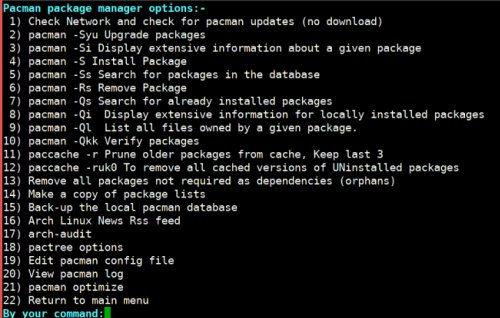 Pacman package manager options:-
1) Check Network and check for pacman updates (no download)
2) pacman -Syu Upgrade packages
3) pacman -Si Display extensive information about a given package
4) pacman -S Install Package
5) pacman -Ss Search for packages in the database
6) pacman -Rs Remove Package
7) pacman -Qs Search for already installed packages
8) pacman -Qi  Display extensive information for locally installed packages
9) pacman -Ql  List all files owned by a given package.
10) pacman -Qkk Verify packages
11) paccache -r Prune older packages from cache, Keep last 3
12) paccache -ruk0 To remove all cached versions of UNinstalled packages
13) Remove all packages not required as dependencies (orphans)
14) Make a copy of package lists
15) Back-up the local pacman database
16) Arch Linux News Rss feed
17) arch-audit
18) pactree options
19) Edit pacman config file
20) View pacman log
21) pacman optimize
22) Return to main menu
By your command: